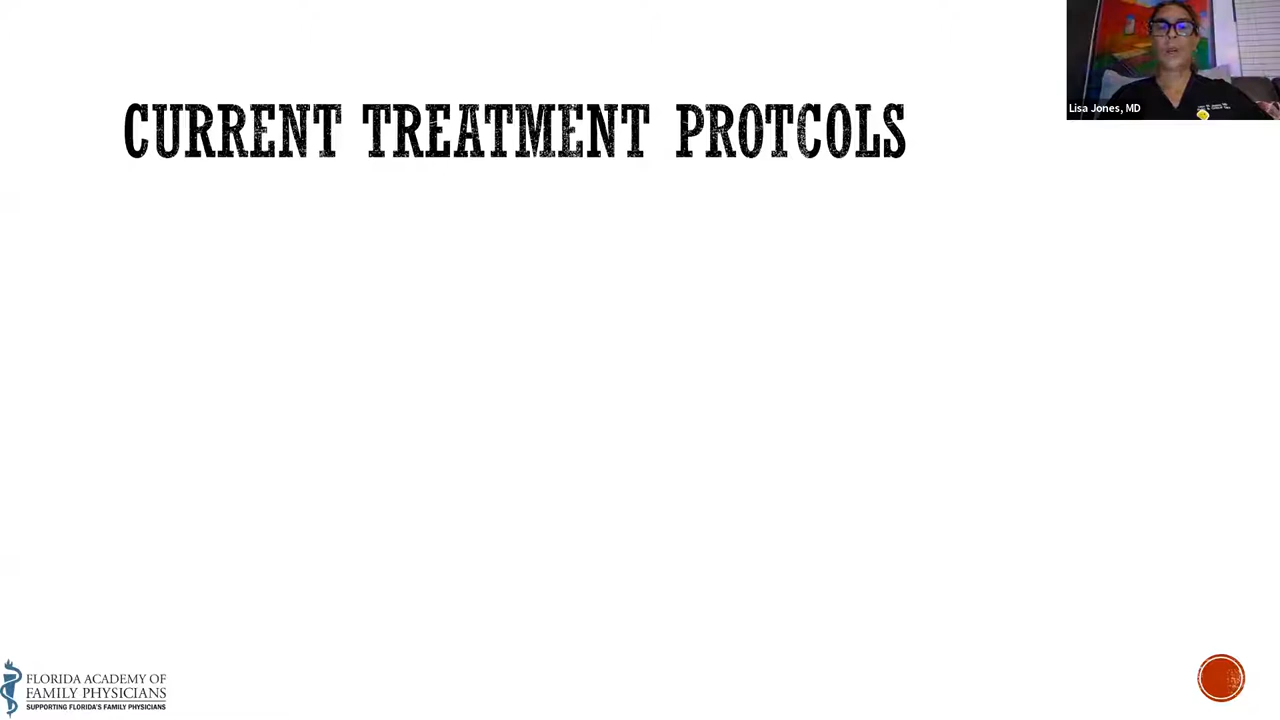 CURRENT TREATMENT PROTCOLS
Lisa Jones, MD
FLORIDA ACADEMY OF
FAMILY PHYSICIANS
SUPPORTING FLORIDA'S FAMILY PHYSICIANS